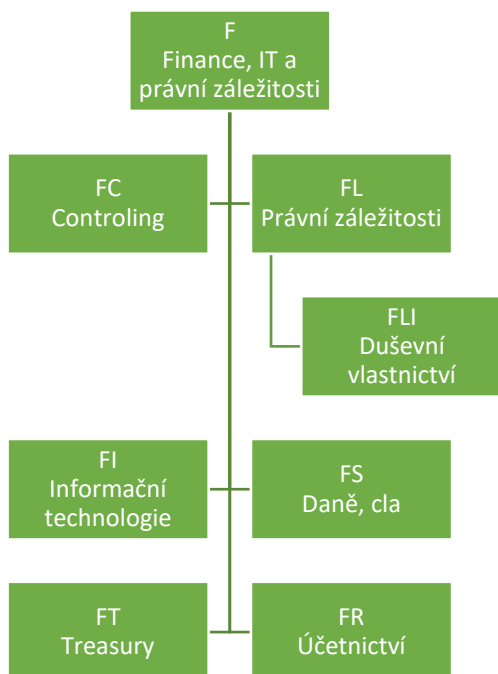 F
Finance, IT a
právní záležitosti
FC
Controling
FL
Právní záležitosti
FLI
Duševní
vlastnictví
FI
Informační
technologie
FS
Daně, cla
FT
Treasury
FR
Účetnictví